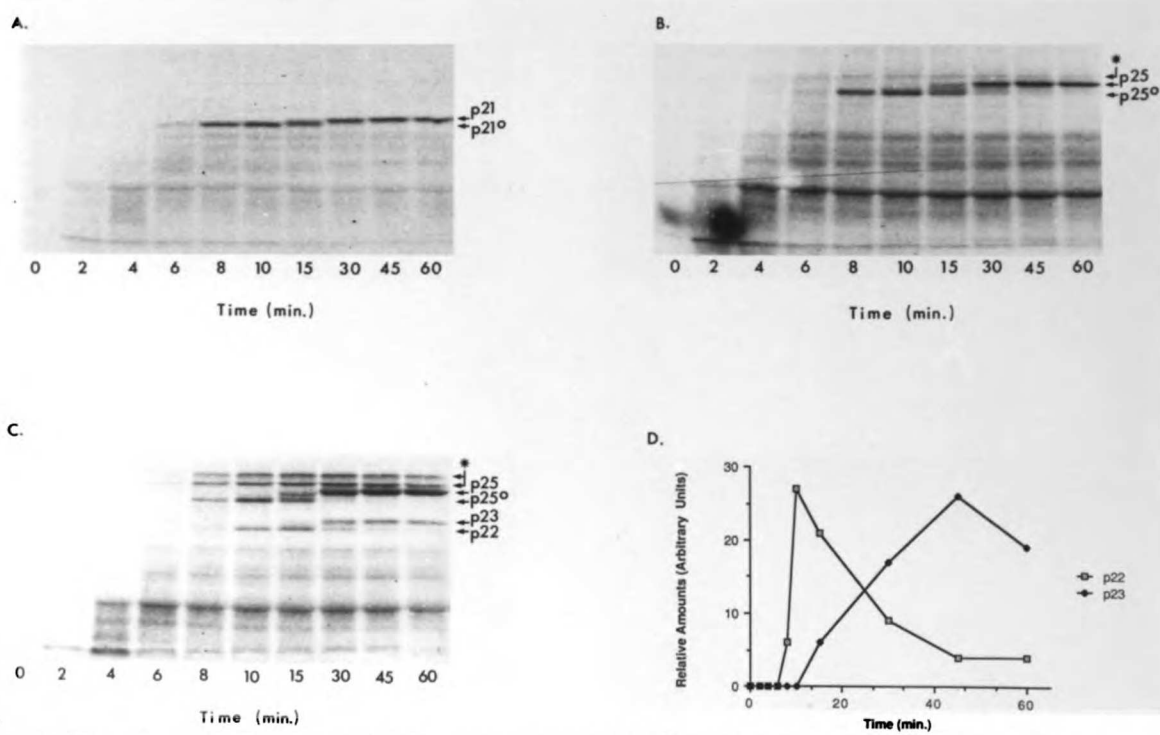 A.
p21
p21°
0 2 4 6 8 10 15 30 45 60
Time (min.)
B.
*
p25
p25°
0 2 4 6 8 10 15 30 45 60
Time (min.)
C.
*
p25
p25°
p23
p22
0 2 4 6 8 10 15 30 45 60
Time (min.)
D.
Relative Amounts (Arbitrary Units)
30
20
10
0
0 20 40 60
Time (min.)
p22
p23